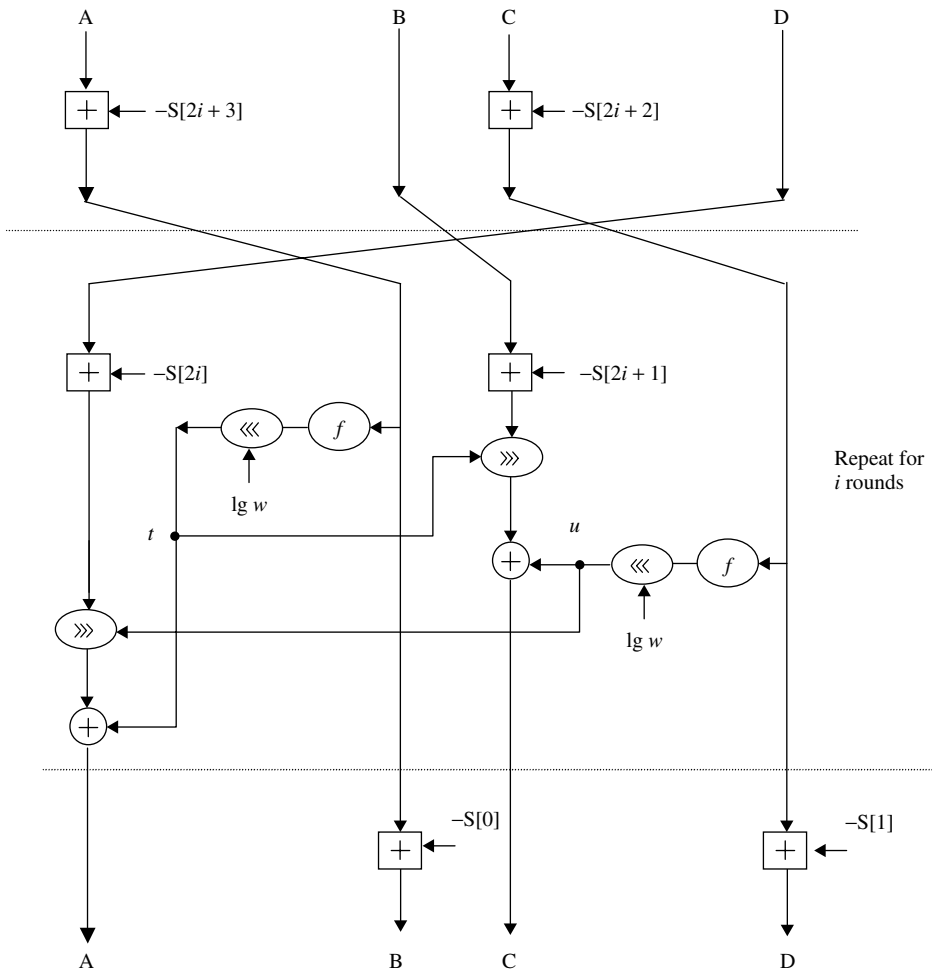 A B C D
+ −S[2i + 3] + −S[2i + 2]
+ −S[2i] + −S[2i + 1]
<<< f
>>>
lg w
Repeat for
i rounds
t
u
+ <<< f
>>>
lg w
+
−S[0] −S[1]
+ +
A B C D